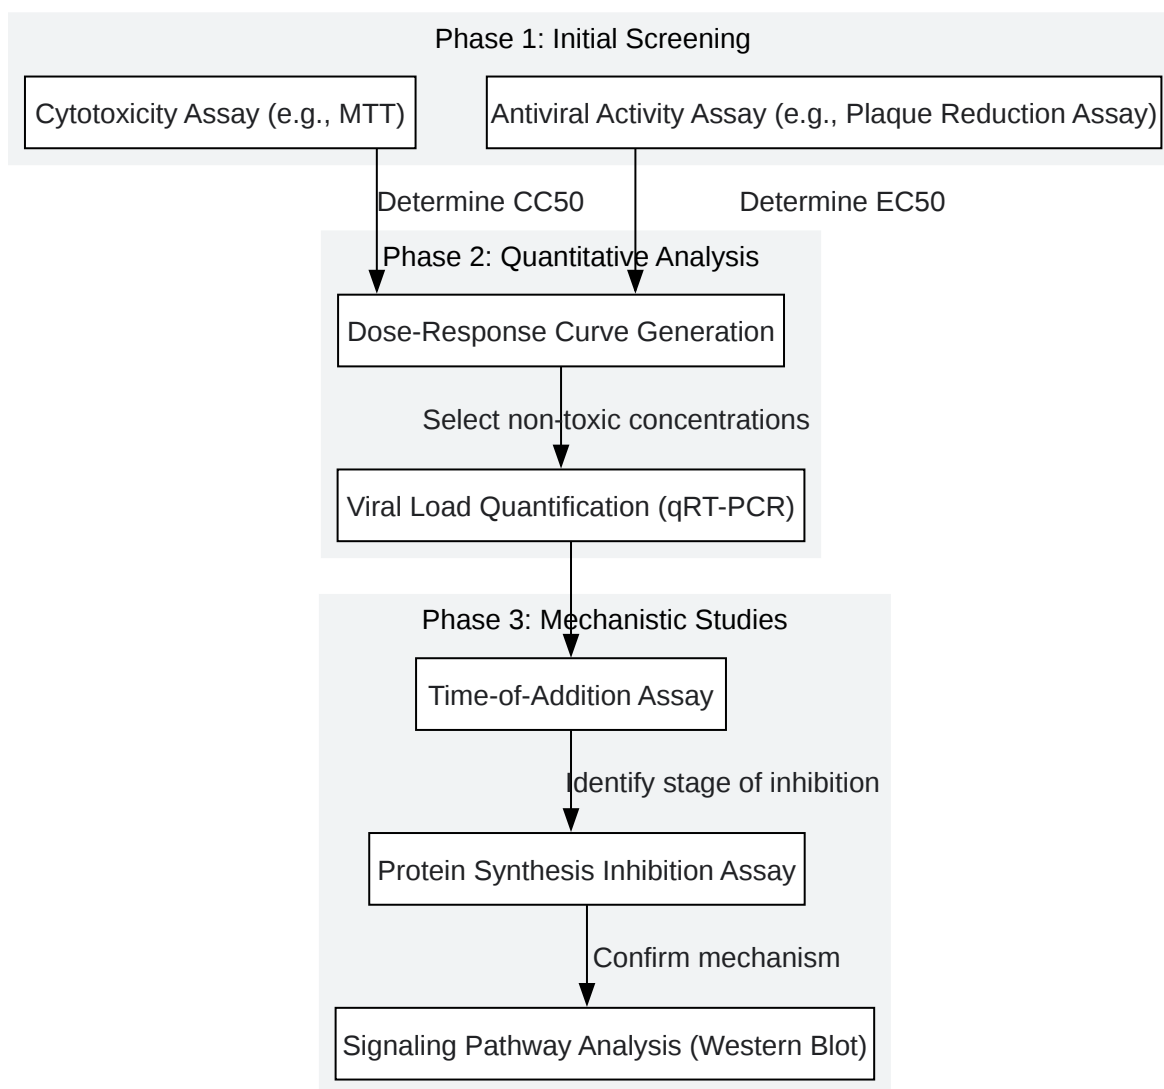 Phase 1: Initial Screening
Cytotoxicity Assay (e.g., MTT)
Antiviral Activity Assay (e.g., Plaque Reduction Assay)
Determine CC50
Determine EC50
Phase 2: Quantitative Analysis
Dose-Response Curve Generation
Select non-toxic concentrations
Viral Load Quantification (qRT-PCR)
Phase 3: Mechanistic Studies
Time-of-Addition Assay
Identify stage of inhibition
Protein Synthesis Inhibition Assay
Confirm mechanism
Signaling Pathway Analysis (Western Blot)